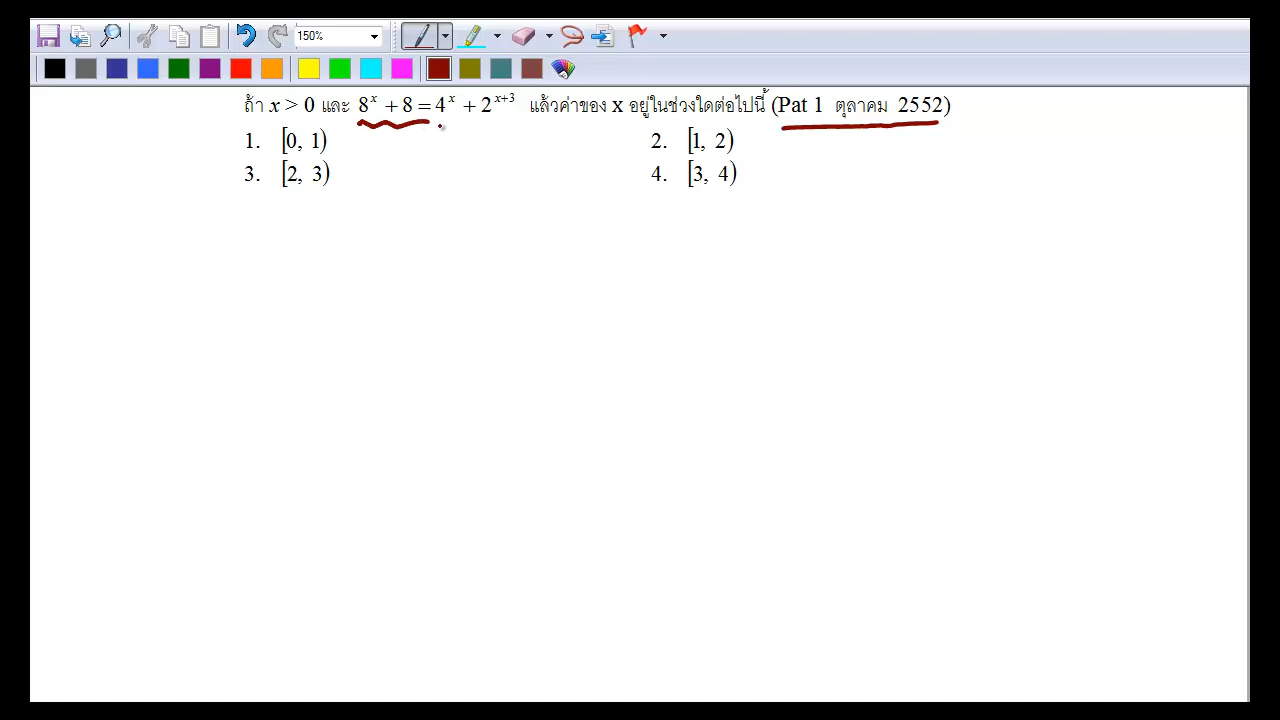 150%
ถ้า x > 0 และ 8^x + 8 = 4^x + 2^{x+3} แล้วค่าของ x อยู่ในช่วงใดต่อไปนี้ (Pat 1 ตุลาคม 2552)
1. [0, 1) 2. [1, 2)
3. [2, 3) 4. [3, 4)